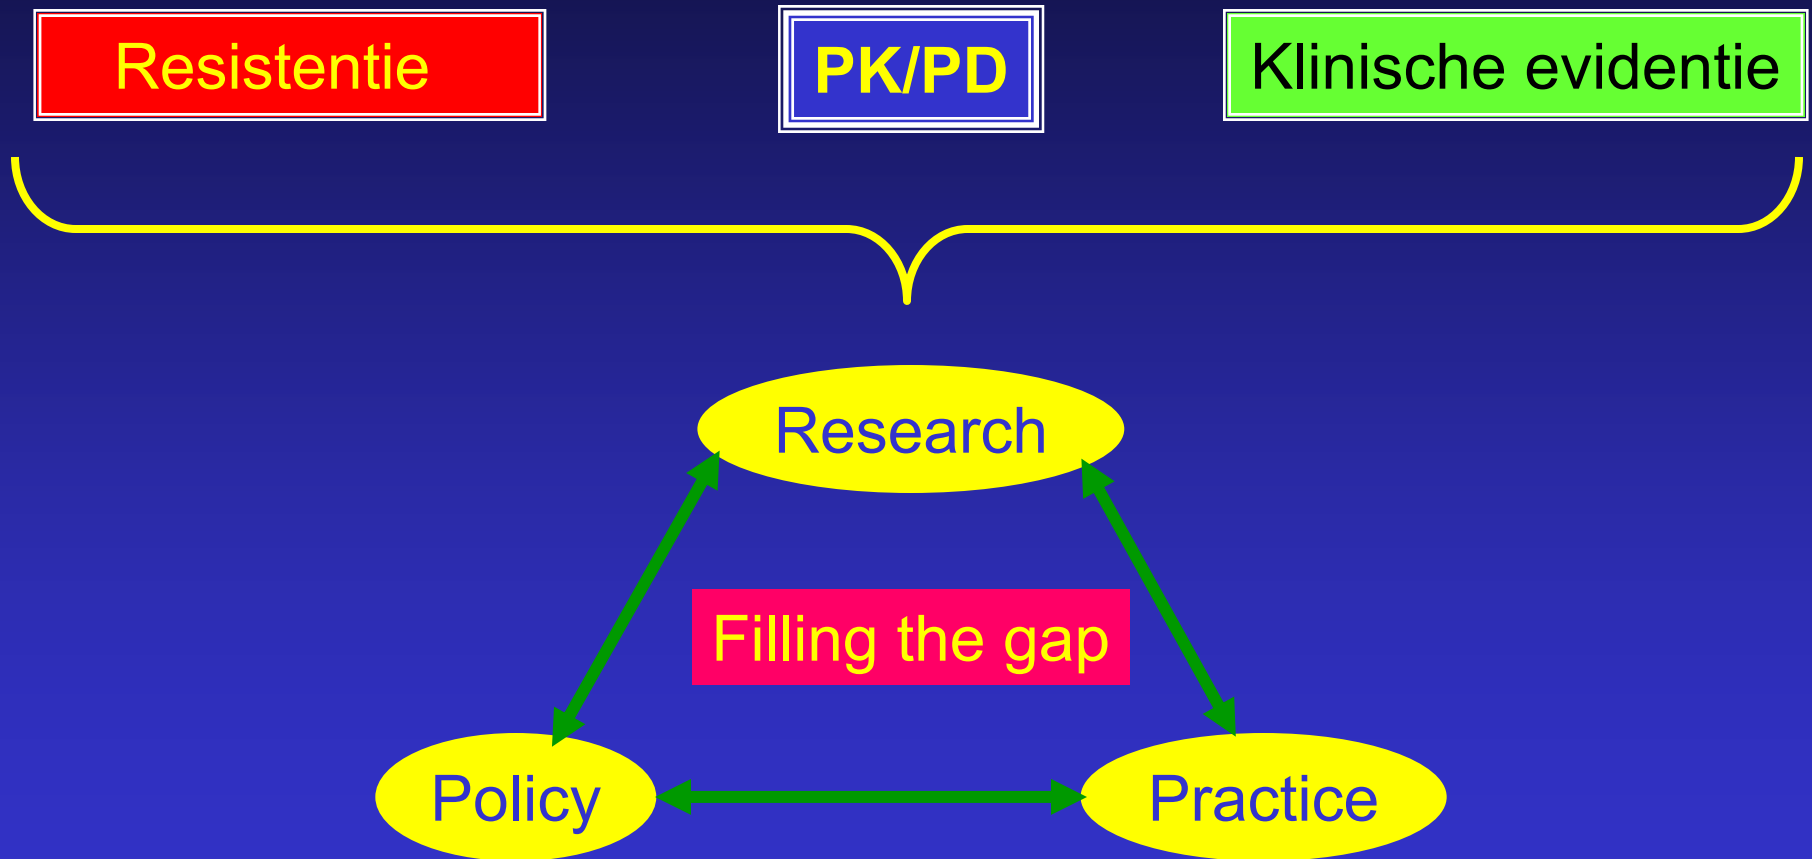 Resistentie
PK/PD
Klinische evidentie
Research
Filling the gap
Policy
Practice